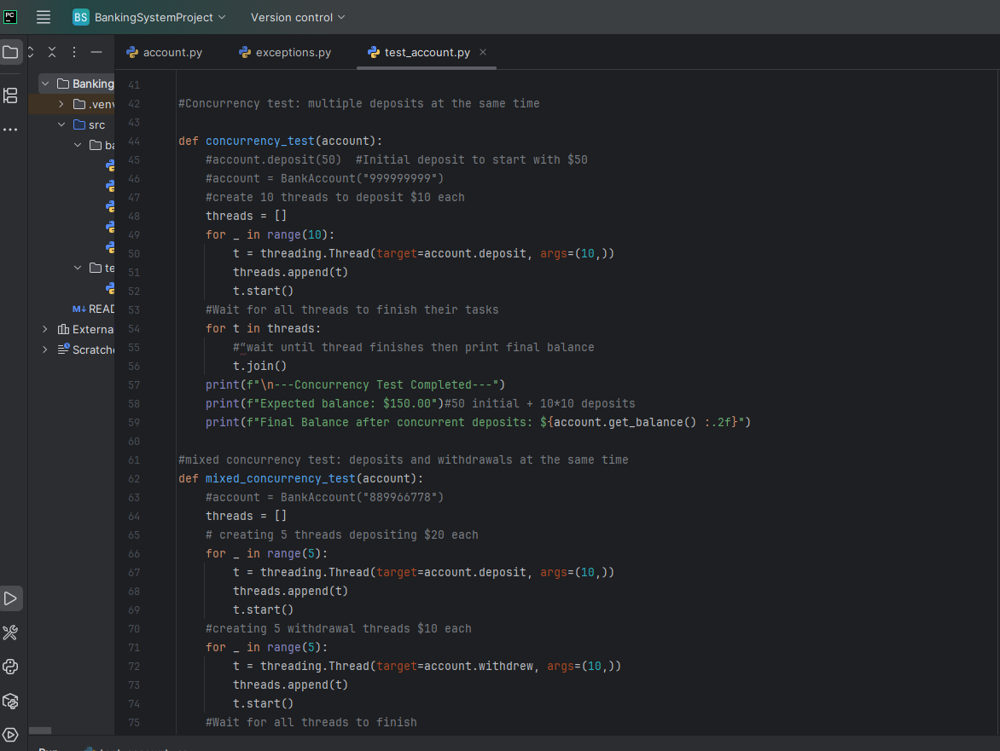 PC
BS BankingSystemProject Version control
account.py exceptions.py test_account.py
Banking
.venv
src
ba
te
M↓ READ
Externa
Scratche
41
42 #Concurrency test: multiple deposits at the same time
43
44 def concurrency_test(account):
45 #account.deposit(50)  #Initial deposit to start with $50
46 #account = BankAccount("999999999")
47 #create 10 threads to deposit $10 each
48 threads = []
49 for _ in range(10):
50 t = threading.Thread(target=account.deposit, args=(10,))
51 threads.append(t)
52 t.start()
53 #Wait for all threads to finish their tasks
54 for t in threads:
55 #“wait until thread finishes then print final balance
56 t.join()
57 print(f"\n---Concurrency Test Completed---")
58 print(f"Expected balance: $150.00")#50 initial + 10*10 deposits
59 print(f"Final Balance after concurrent deposits: ${account.get_balance() :.2f}")
60
61 #mixed concurrency test: deposits and withdrawals at the same time
62 def mixed_concurrency_test(account):
63 #account = BankAccount("889966778")
64 threads = []
65 # creating 5 threads depositing $20 each
66 for _ in range(5):
67 t = threading.Thread(target=account.deposit, args=(10,))
68 threads.append(t)
69 t.start()
70 #creating 5 withdrawal threads $10 each
71 for _ in range(5):
72 t = threading.Thread(target=account.withdrew, args=(10,))
73 threads.append(t)
74 t.start()
75 #Wait for all threads to finish